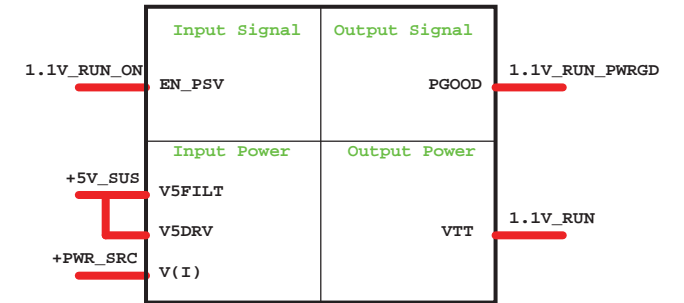 Input Signal
Output Signal
1.1V_RUN_ON
EN_PSV
PGOOD
1.1V_RUN_PWRGD
Input Power
Output Power
+5V_SUS
V5FILT
V5DRV
VTT
1.1V_RUN
+PWR_SRC
V(I)